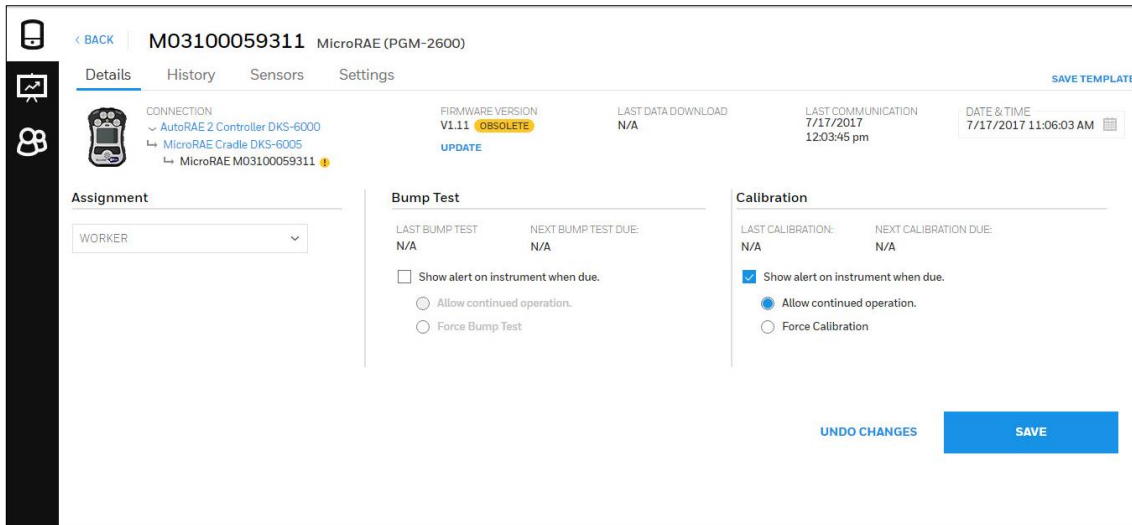 < BACK M03100059311 MicroRAE (PGM-2600)
Details History Sensors Settings
SAVE TEMPLATE
CONNECTION
AutoRAE 2 Controller DKS-6000
MicroRAE Cradle DKS-6005
MicroRAE M03100059311
FIRMWARE VERSION
V1.11 OBSOLETE
UPDATE
LAST DATA DOWNLOAD
N/A
LAST COMMUNICATION
7/17/2017
12:03:45 pm
DATE & TIME
7/17/2017 11:06:03 AM
Assignment
WORKER
Bump Test
LAST BUMP TEST NEXT BUMP TEST DUE:
N/A N/A
Show alert on instrument when due.
Allow continued operation.
Force Bump Test
Calibration
LAST CALIBRATION: NEXT CALIBRATION DUE:
N/A N/A
Show alert on instrument when due.
Allow continued operation.
Force Calibration
UNDO CHANGES SAVE